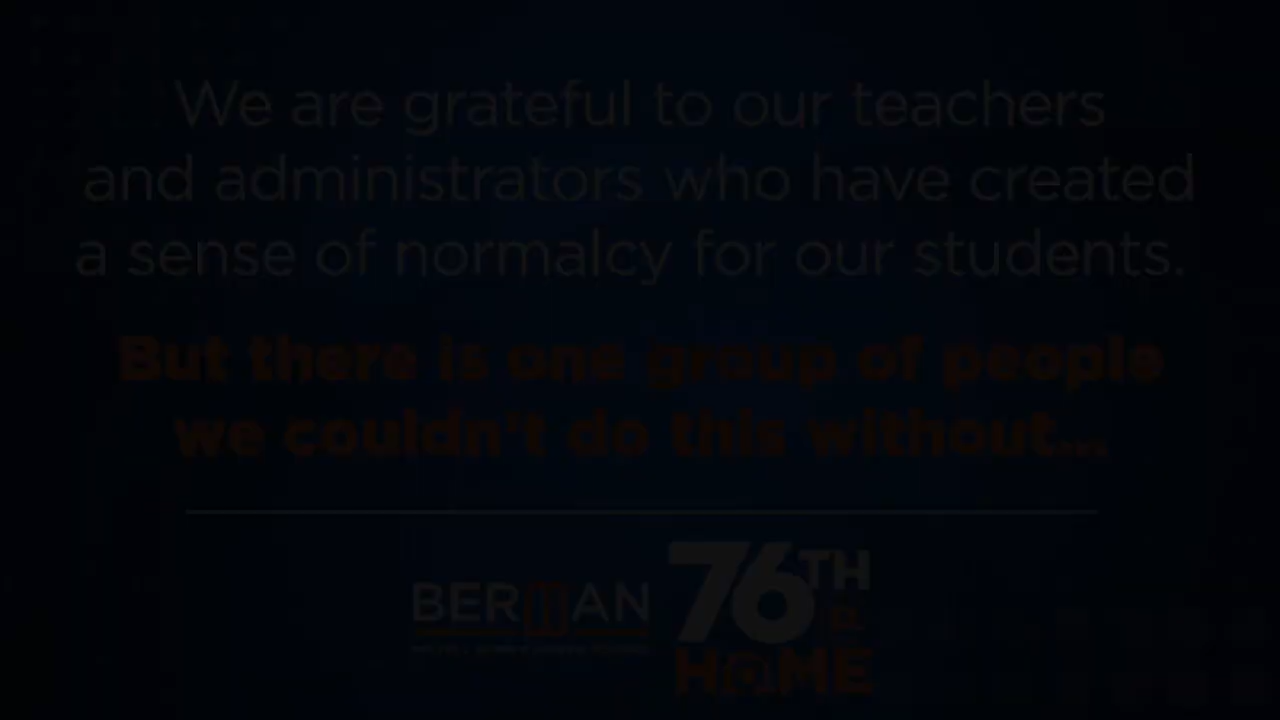 We are grateful to our teachers
and administrators who have created
a sense of normalcy for our students.
But there is one group of people
we couldn't do this without...
BERMAN
76TH
@
HOME